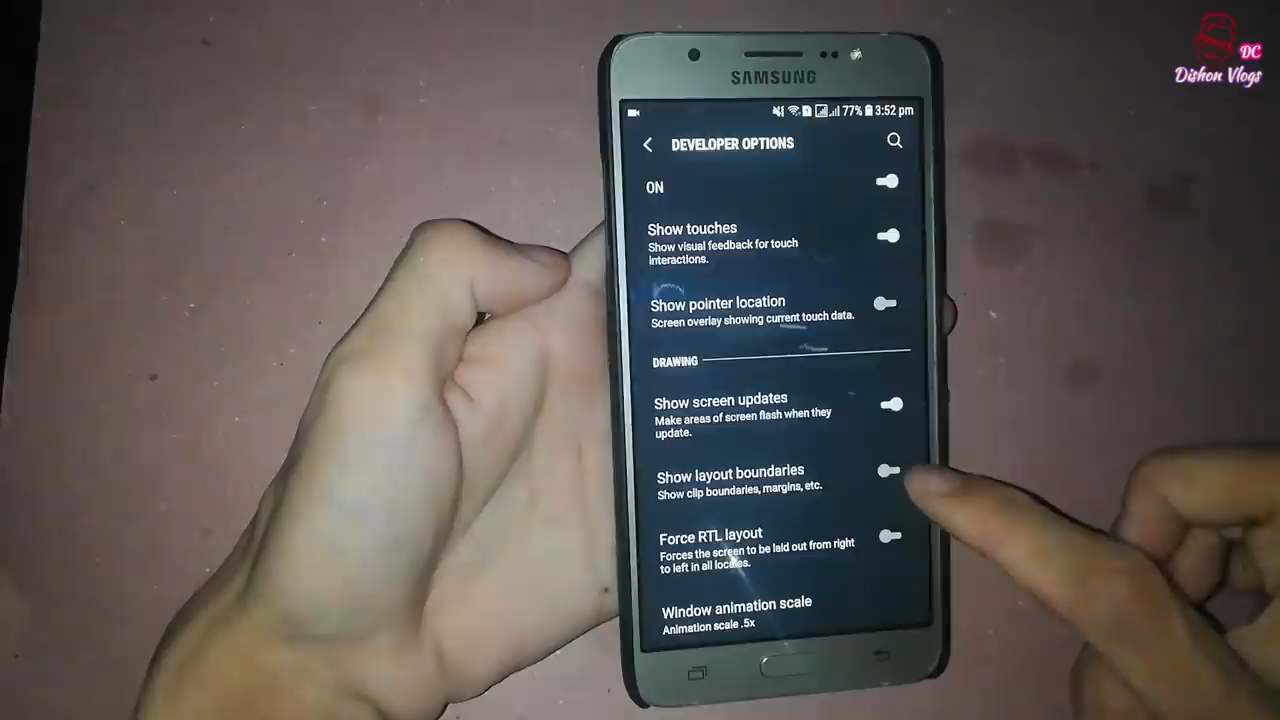 DC
Dishon Vlogs
SAMSUNG
77% 3:52 pm
DEVELOPER OPTIONS
ON
Show touches
Show visual feedback for touch
interactions.
Show pointer location
Screen overlay showing current touch data.
DRAWING
Show screen updates
Make areas of screen flash when they
update.
Show layout boundaries
Show clip boundaries, margins, etc.
Force RTL layout
Forces the screen to be laid out from right
to left in all locales.
Window animation scale
Animation scale .5x